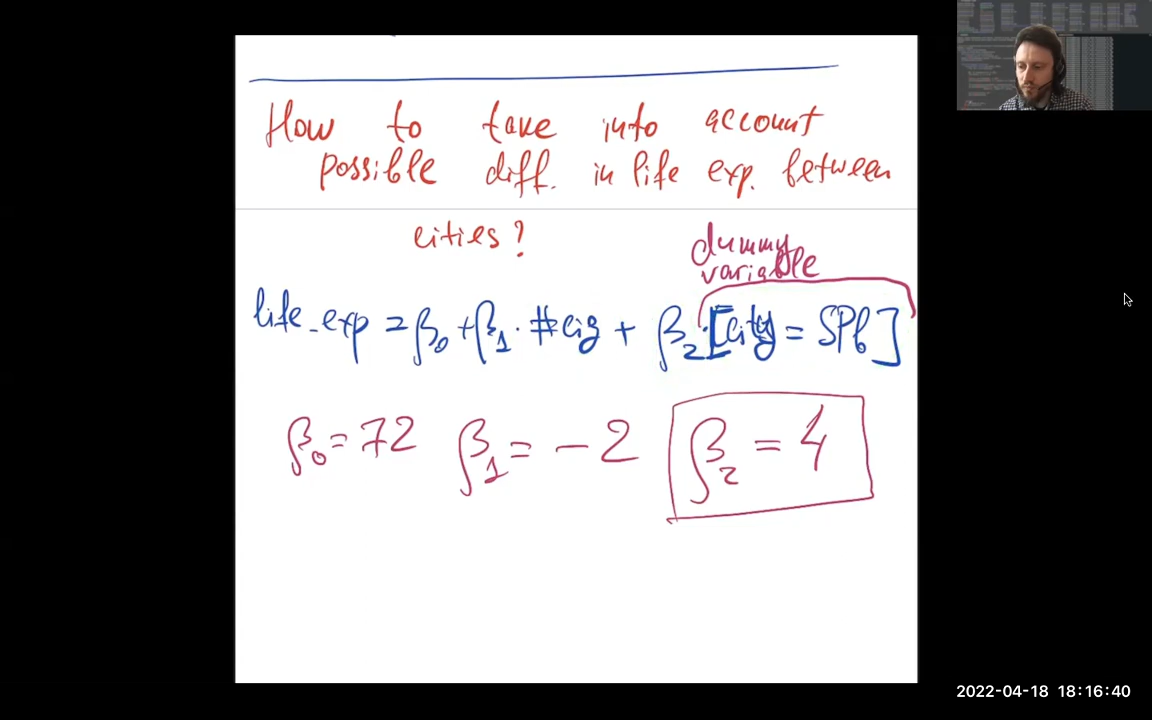 How to take into account
possible diff. in life exp. between
cities?
dummy
variable
life_exp = β₀ + β₁ · #cig + β₂ · [city = SPb]
β₀ = 72 β₁ = -2 β₂ = 4
2022-04-18 18:16:40